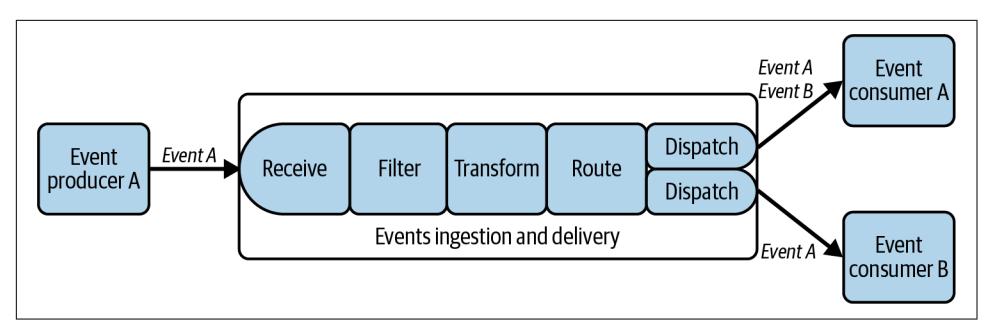 Event
producer A
Event A
Receive
Filter
Transform
Route
Dispatch
Dispatch
Events ingestion and delivery
Event A
Event B
Event
consumer A
Event A
Event
consumer B